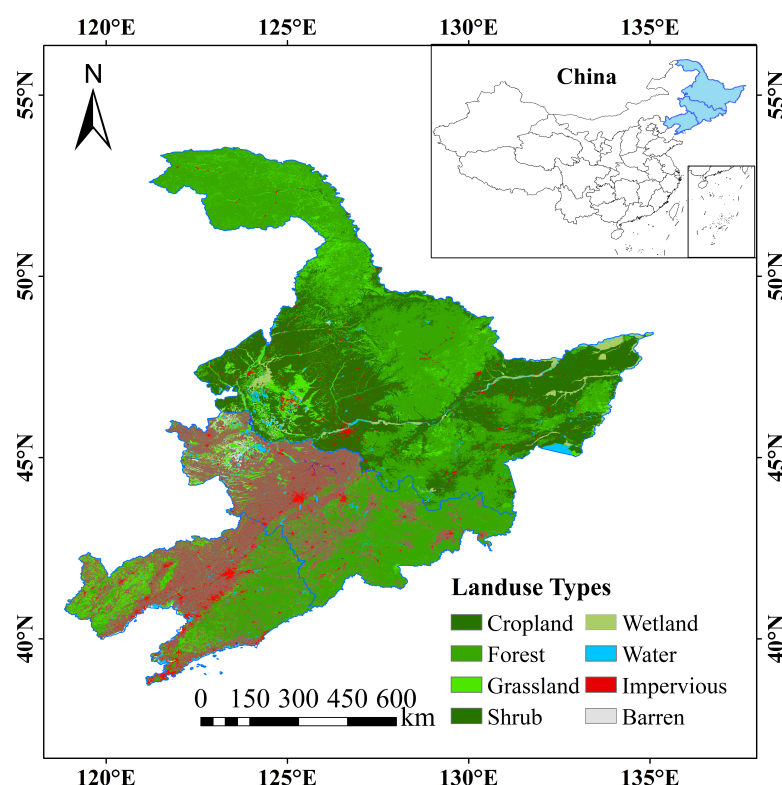 120°E 125°E 130°E 135°E
55°N 55°N
50°N 50°N
45°N 45°N
40°N 40°N
N
China
Landuse Types
Cropland Wetland
Forest Water
Grassland Impervious
Shrub Barren
0 150 300 450 600
km
120°E 125°E 130°E 135°E